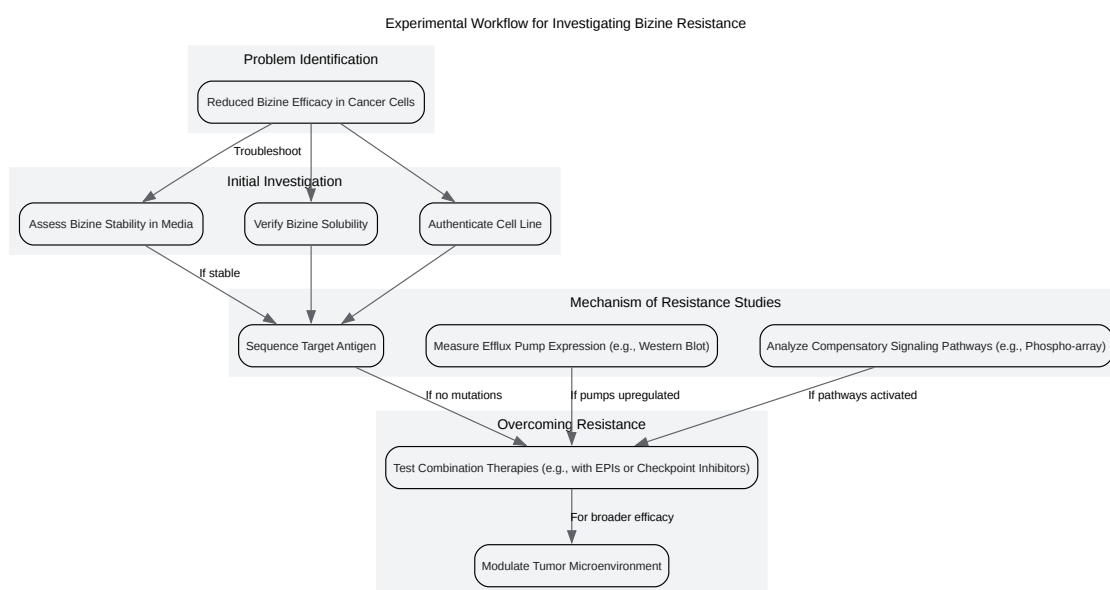 Experimental Workflow for Investigating Bizine Resistance
Problem Identification
Reduced Bizine Efficacy in Cancer Cells
Troubleshoot
Initial Investigation
Assess Bizine Stability in Media
Verify Bizine Solubility
Authenticate Cell Line
If stable
Mechanism of Resistance Studies
Sequence Target Antigen
Measure Efflux Pump Expression (e.g., Western Blot)
Analyze Compensatory Signaling Pathways (e.g., Phospho-array)
If no mutations
If pumps upregulated
If pathways activated
Overcoming Resistance
Test Combination Therapies (e.g., with EPIs or Checkpoint Inhibitors)
For broader efficacy
Modulate Tumor Microenvironment